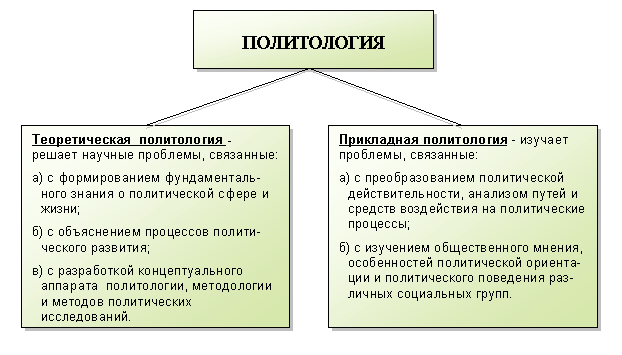 ПОЛИТОЛОГИЯ
Теоретическая политология -
решает научные проблемы, связанные:
а) с формированием фундаменталь-
ного знания о политической сфере и
жизни;
б) с объяснением процессов полити-
ческого развития;
в) с разработкой концептуального
аппарата политологии, методологии
и методов политических
исследований.
Прикладная политология - изучает
проблемы, связанные:
а) с преобразованием политической
действительности, анализом путей и
средств воздействия на политические
процессы;
б) с изучением общественного мнения,
особенностей политической ориента-
ции и политического поведения раз-
личных социальных групп.